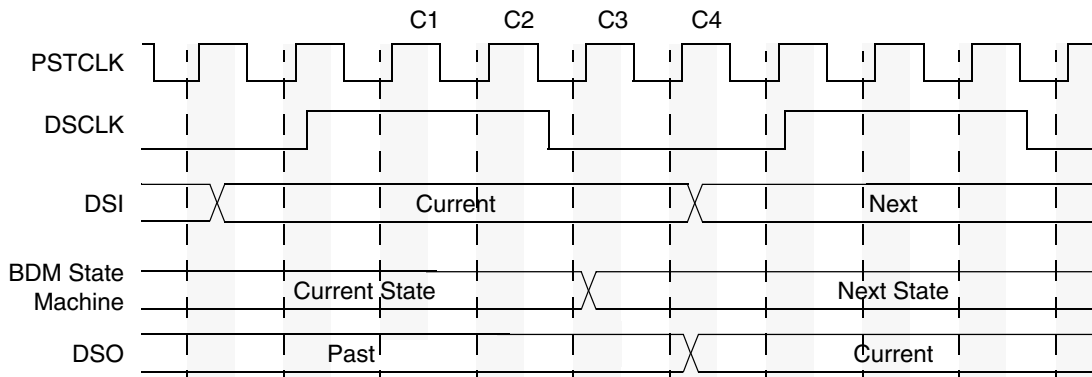 C1 C2 C3 C4
PSTCLK
DSCLK
DSI Current Next
BDM State
Machine Current State Next State
DSO Past Current